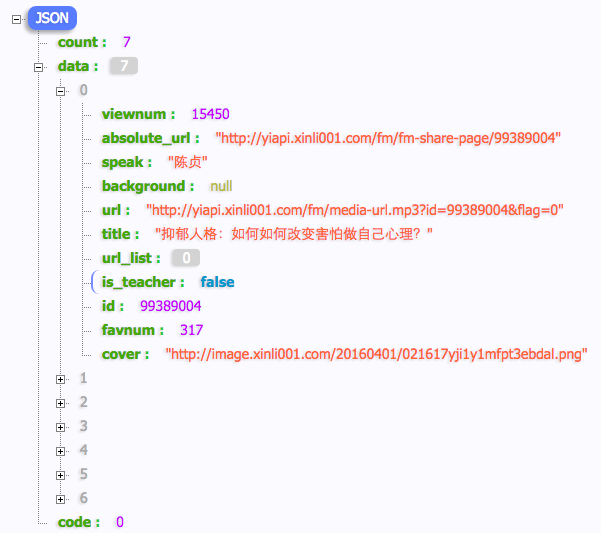 JSON
count : 7
data : 7
0
viewnum : 15450
absolute_url : "http://yiapi.xinli001.com/fm/fm-share-page/99389004"
speak : "陈贞"
background : null
url : "http://yiapi.xinli001.com/fm/media-url.mp3?id=99389004&flag=0"
title : "抑郁人格：如何如何改变害怕做自己心理？"
url_list : 0
is_teacher : false
id : 99389004
favnum : 317
cover : "http://image.xinli001.com/20160401/021617yji1y1mfpt3ebdal.png"
1
2
3
4
5
6
code : 0